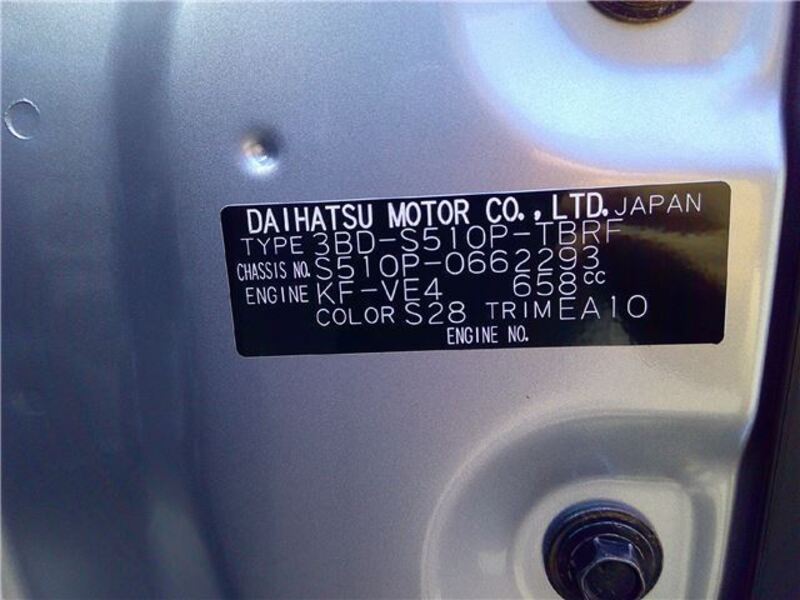 DAIHATSU MOTOR CO., LTD. JAPAN
TYPE 3BD-S510P-TBRF
CHASSIS NO. S510P-0662293
ENGINE KF-VE4 658cc
COLOR S28 TRIM EA10
ENGINE NO.